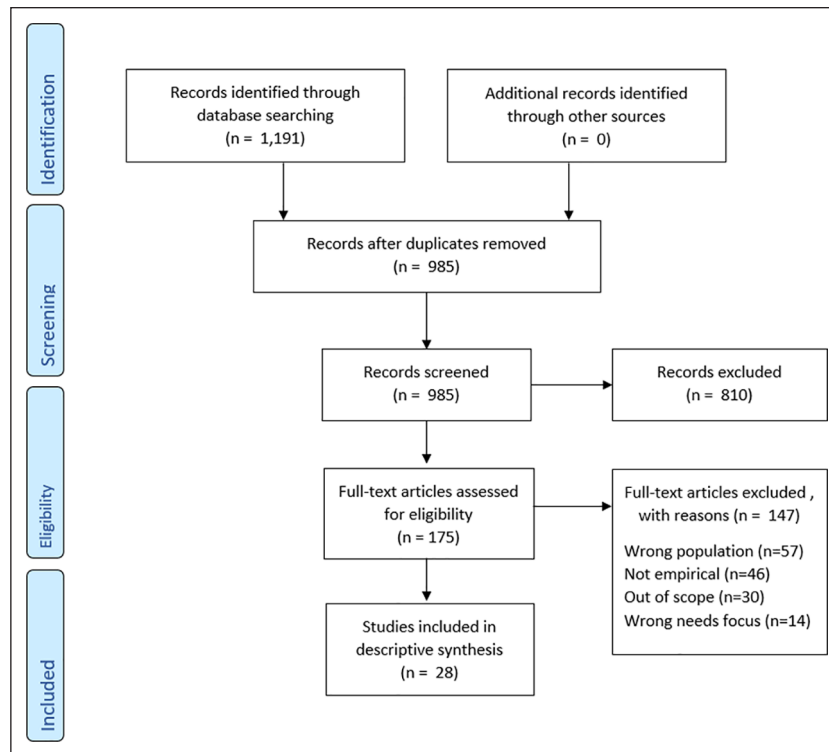 Identification
Records identified through
database searching
(n = 1,191)
Additional records identified
through other sources
(n = 0)
Screening
Records after duplicates removed
(n = 985)
Records screened
(n = 985)
Records excluded
(n = 810)
Eligibility
Full-text articles assessed
for eligibility
(n = 175)
Full-text articles excluded ,
with reasons (n = 147)
Wrong population (n=57)
Not empirical (n=46)
Out of scope (n=30)
Wrong needs focus (n=14)
Included
Studies included in
descriptive synthesis
(n = 28)